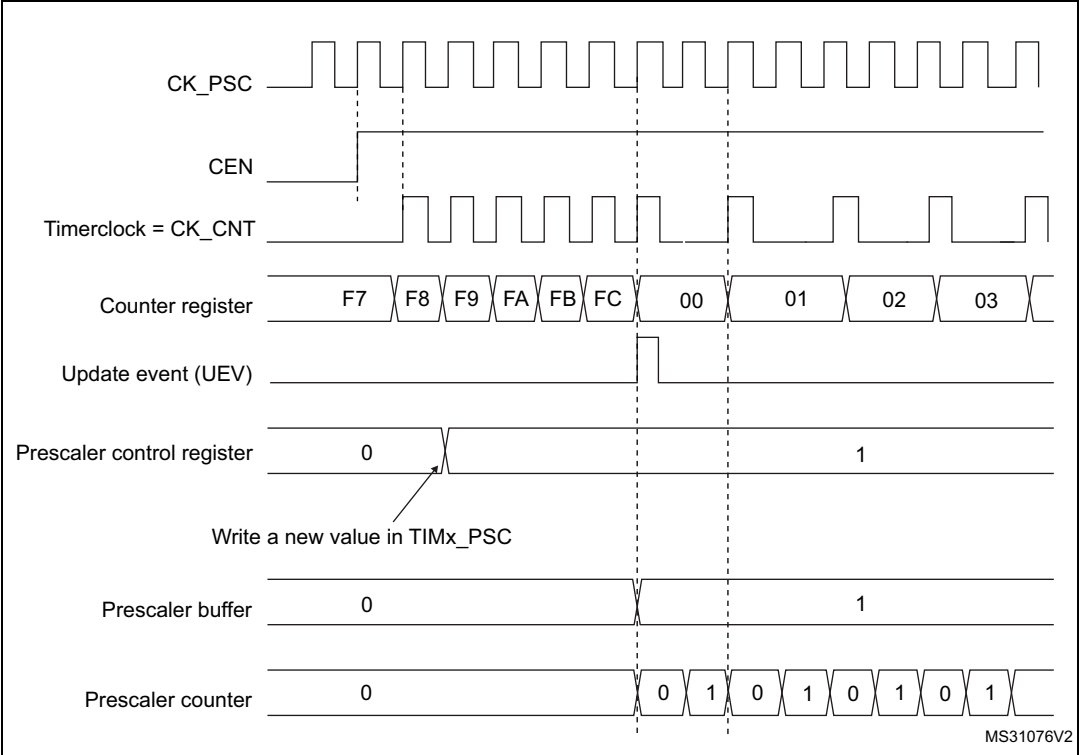 CK_PSC
CEN
Timerclock = CK_CNT
Counter register F7 F8 F9 FA FB FC 00 01 02 03
Update event (UEV)
Prescaler control register 0 1
Write a new value in TIMx_PSC
Prescaler buffer 0 1
Prescaler counter 0 0 1 0 1 0 1 0 1
MS31076V2